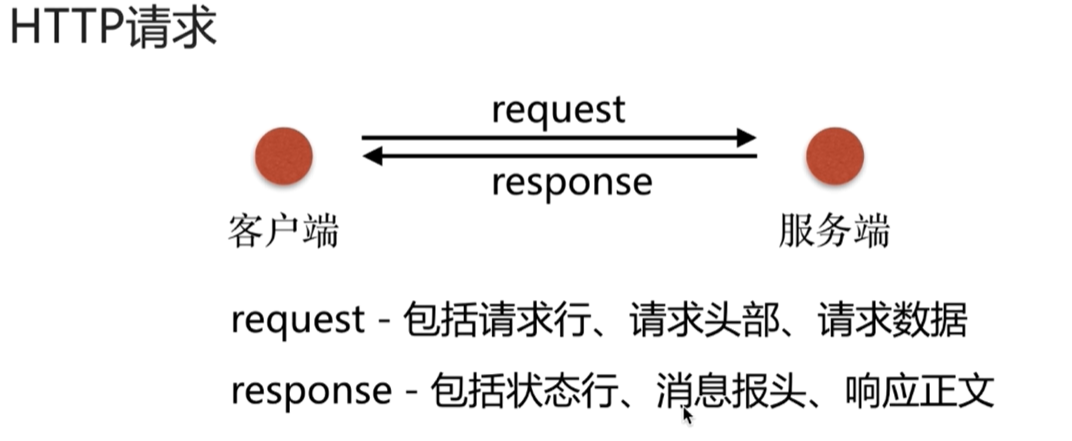 HTTP请求
request
response
客户端
服务端
request - 包括请求行、请求头部、请求数据
response - 包括状态行、消息报头、响应正文